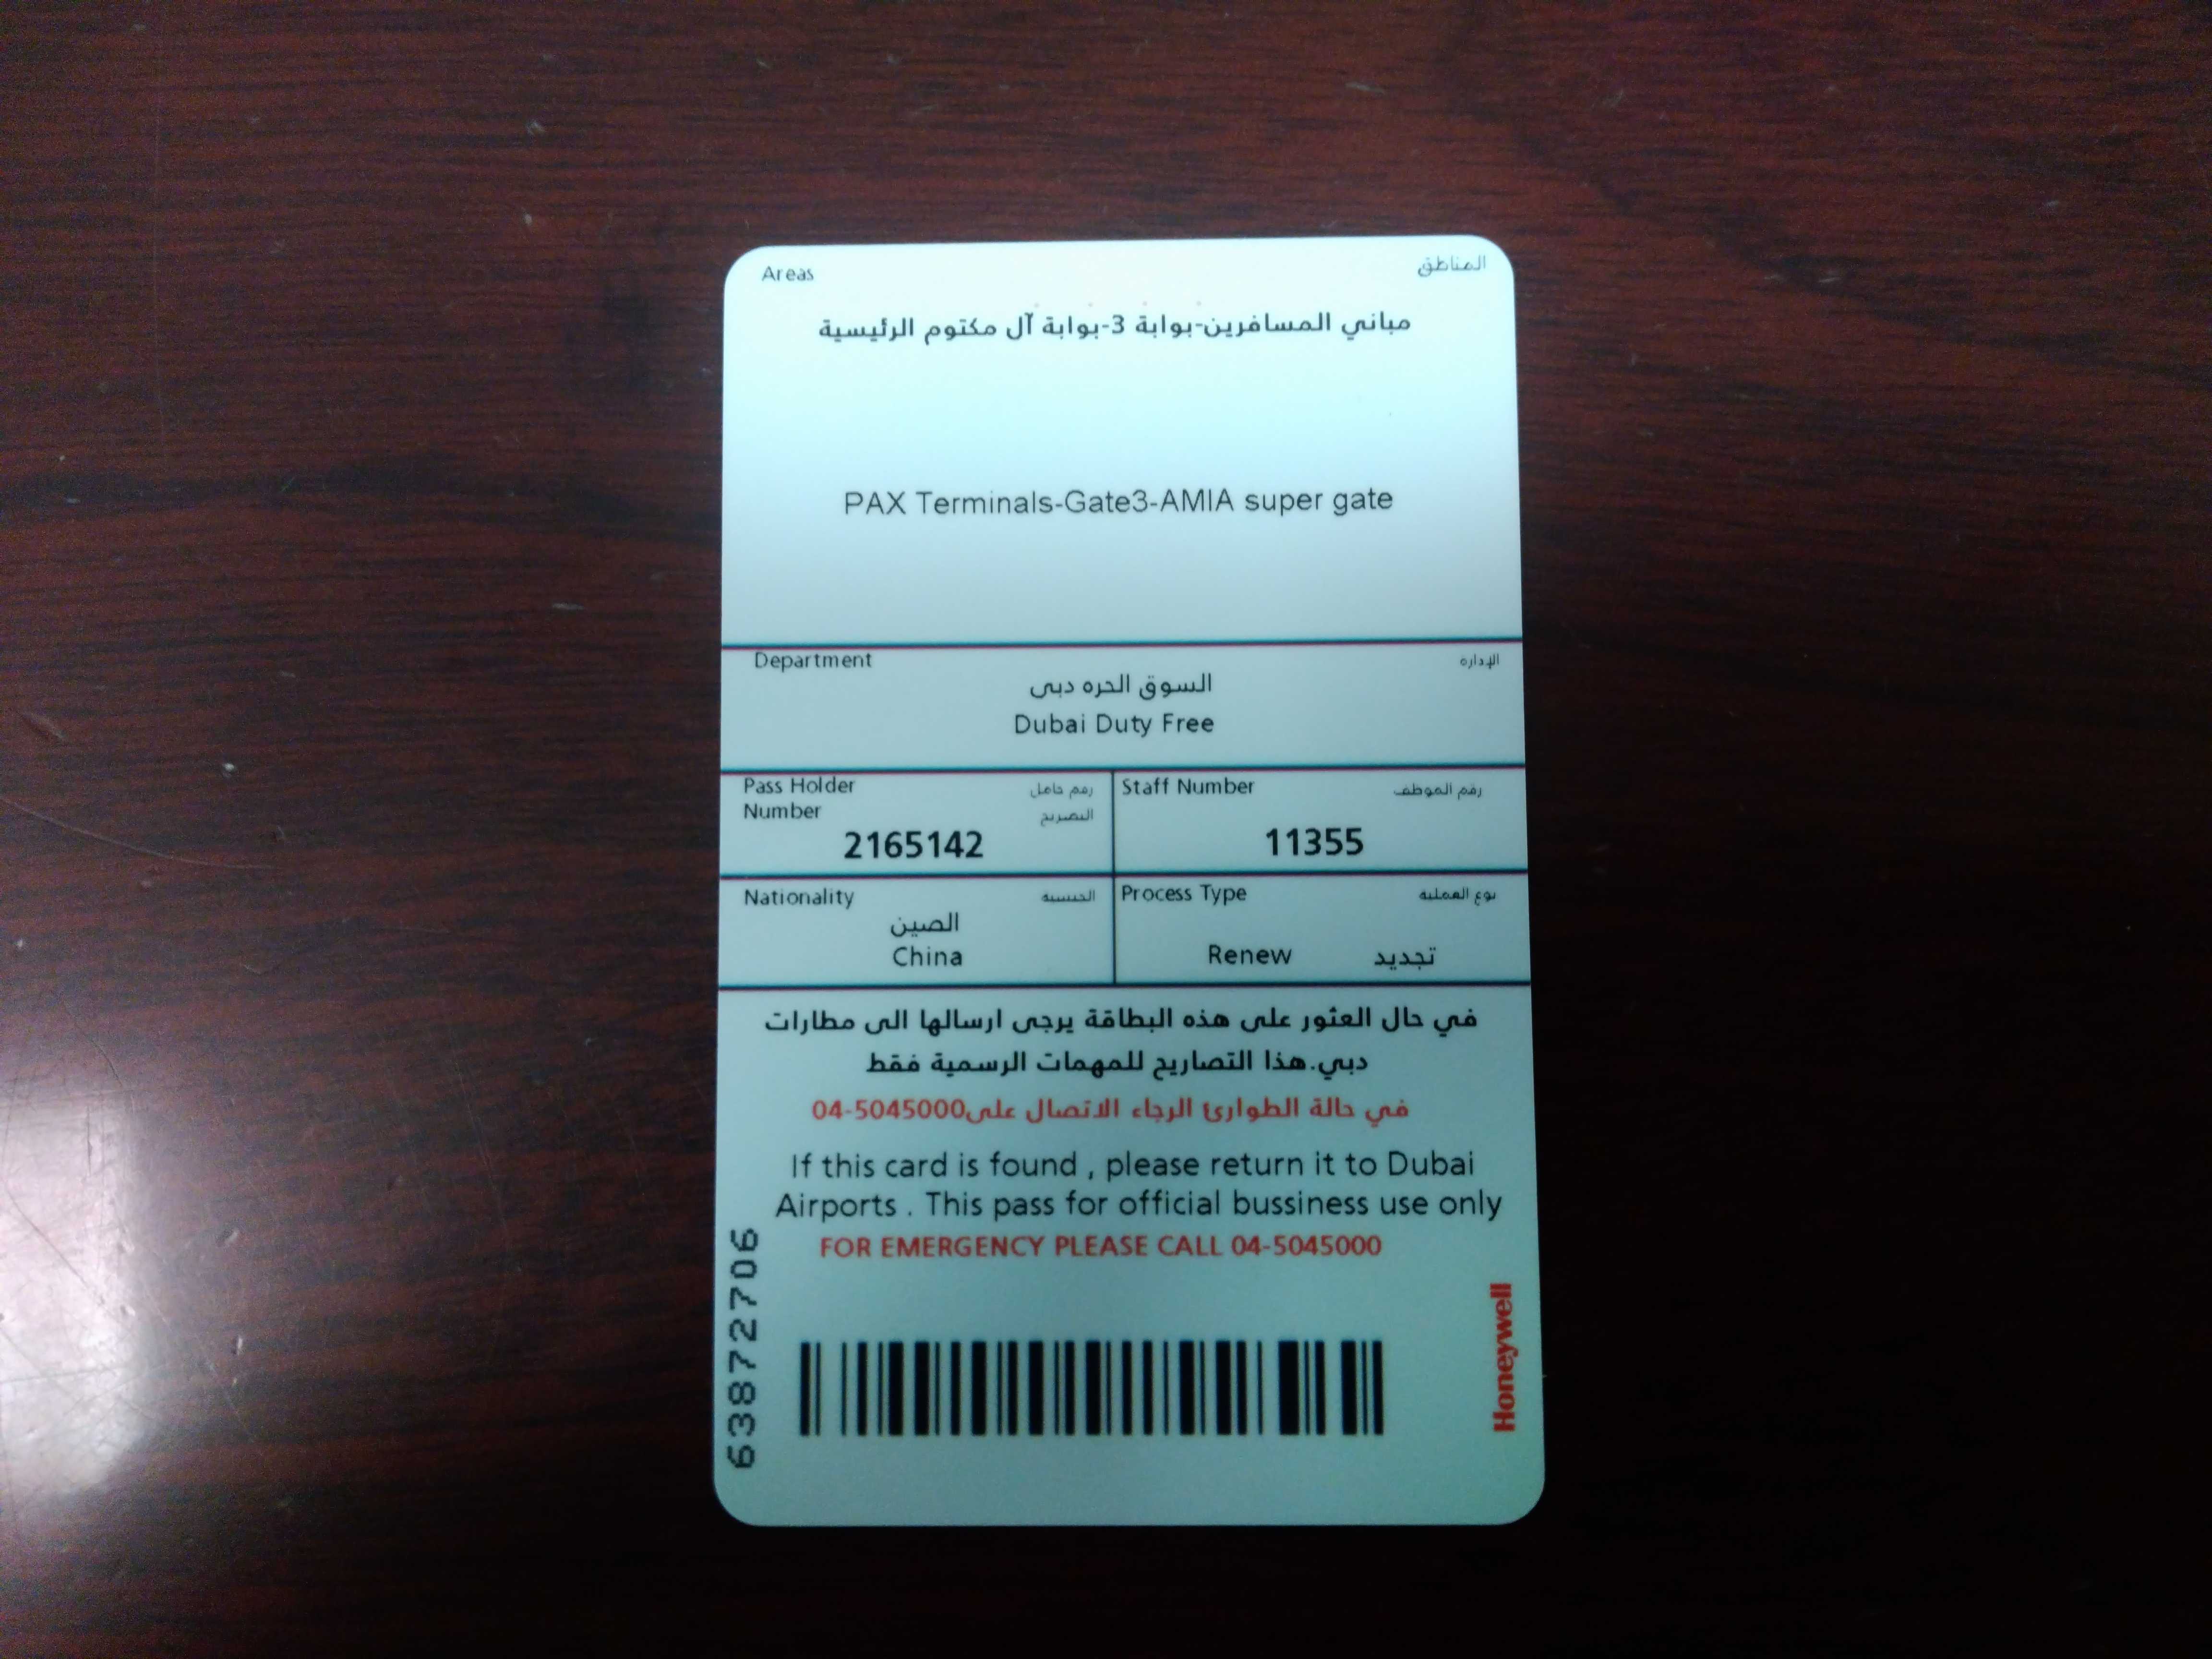 Areas المناطق
مباني المسافرين-بوابة 3-بوابة آل مكتوم الرئيسية
PAX Terminals-Gate3-AMIA super gate
Department الإداره
السوق الحره دبى
Dubai Duty Free
Pass Holder رقم حامل
Number التصريح
2165142
Staff Number رقم الموظف
11355
Nationality الجنسية
الصين
China
Process Type نوع العملية
Renew تجديد
في حال العثور على هذه البطاقة يرجى ارسالها الى مطارات
دبي.هذا التصاريح للمهمات الرسمية فقط
في حالة الطوارئ الرجاء الاتصال على04-5045000
If this card is found , please return it to Dubai
Airports . This pass for official bussiness use only
FOR EMERGENCY PLEASE CALL 04-5045000
63872706
Honeywell